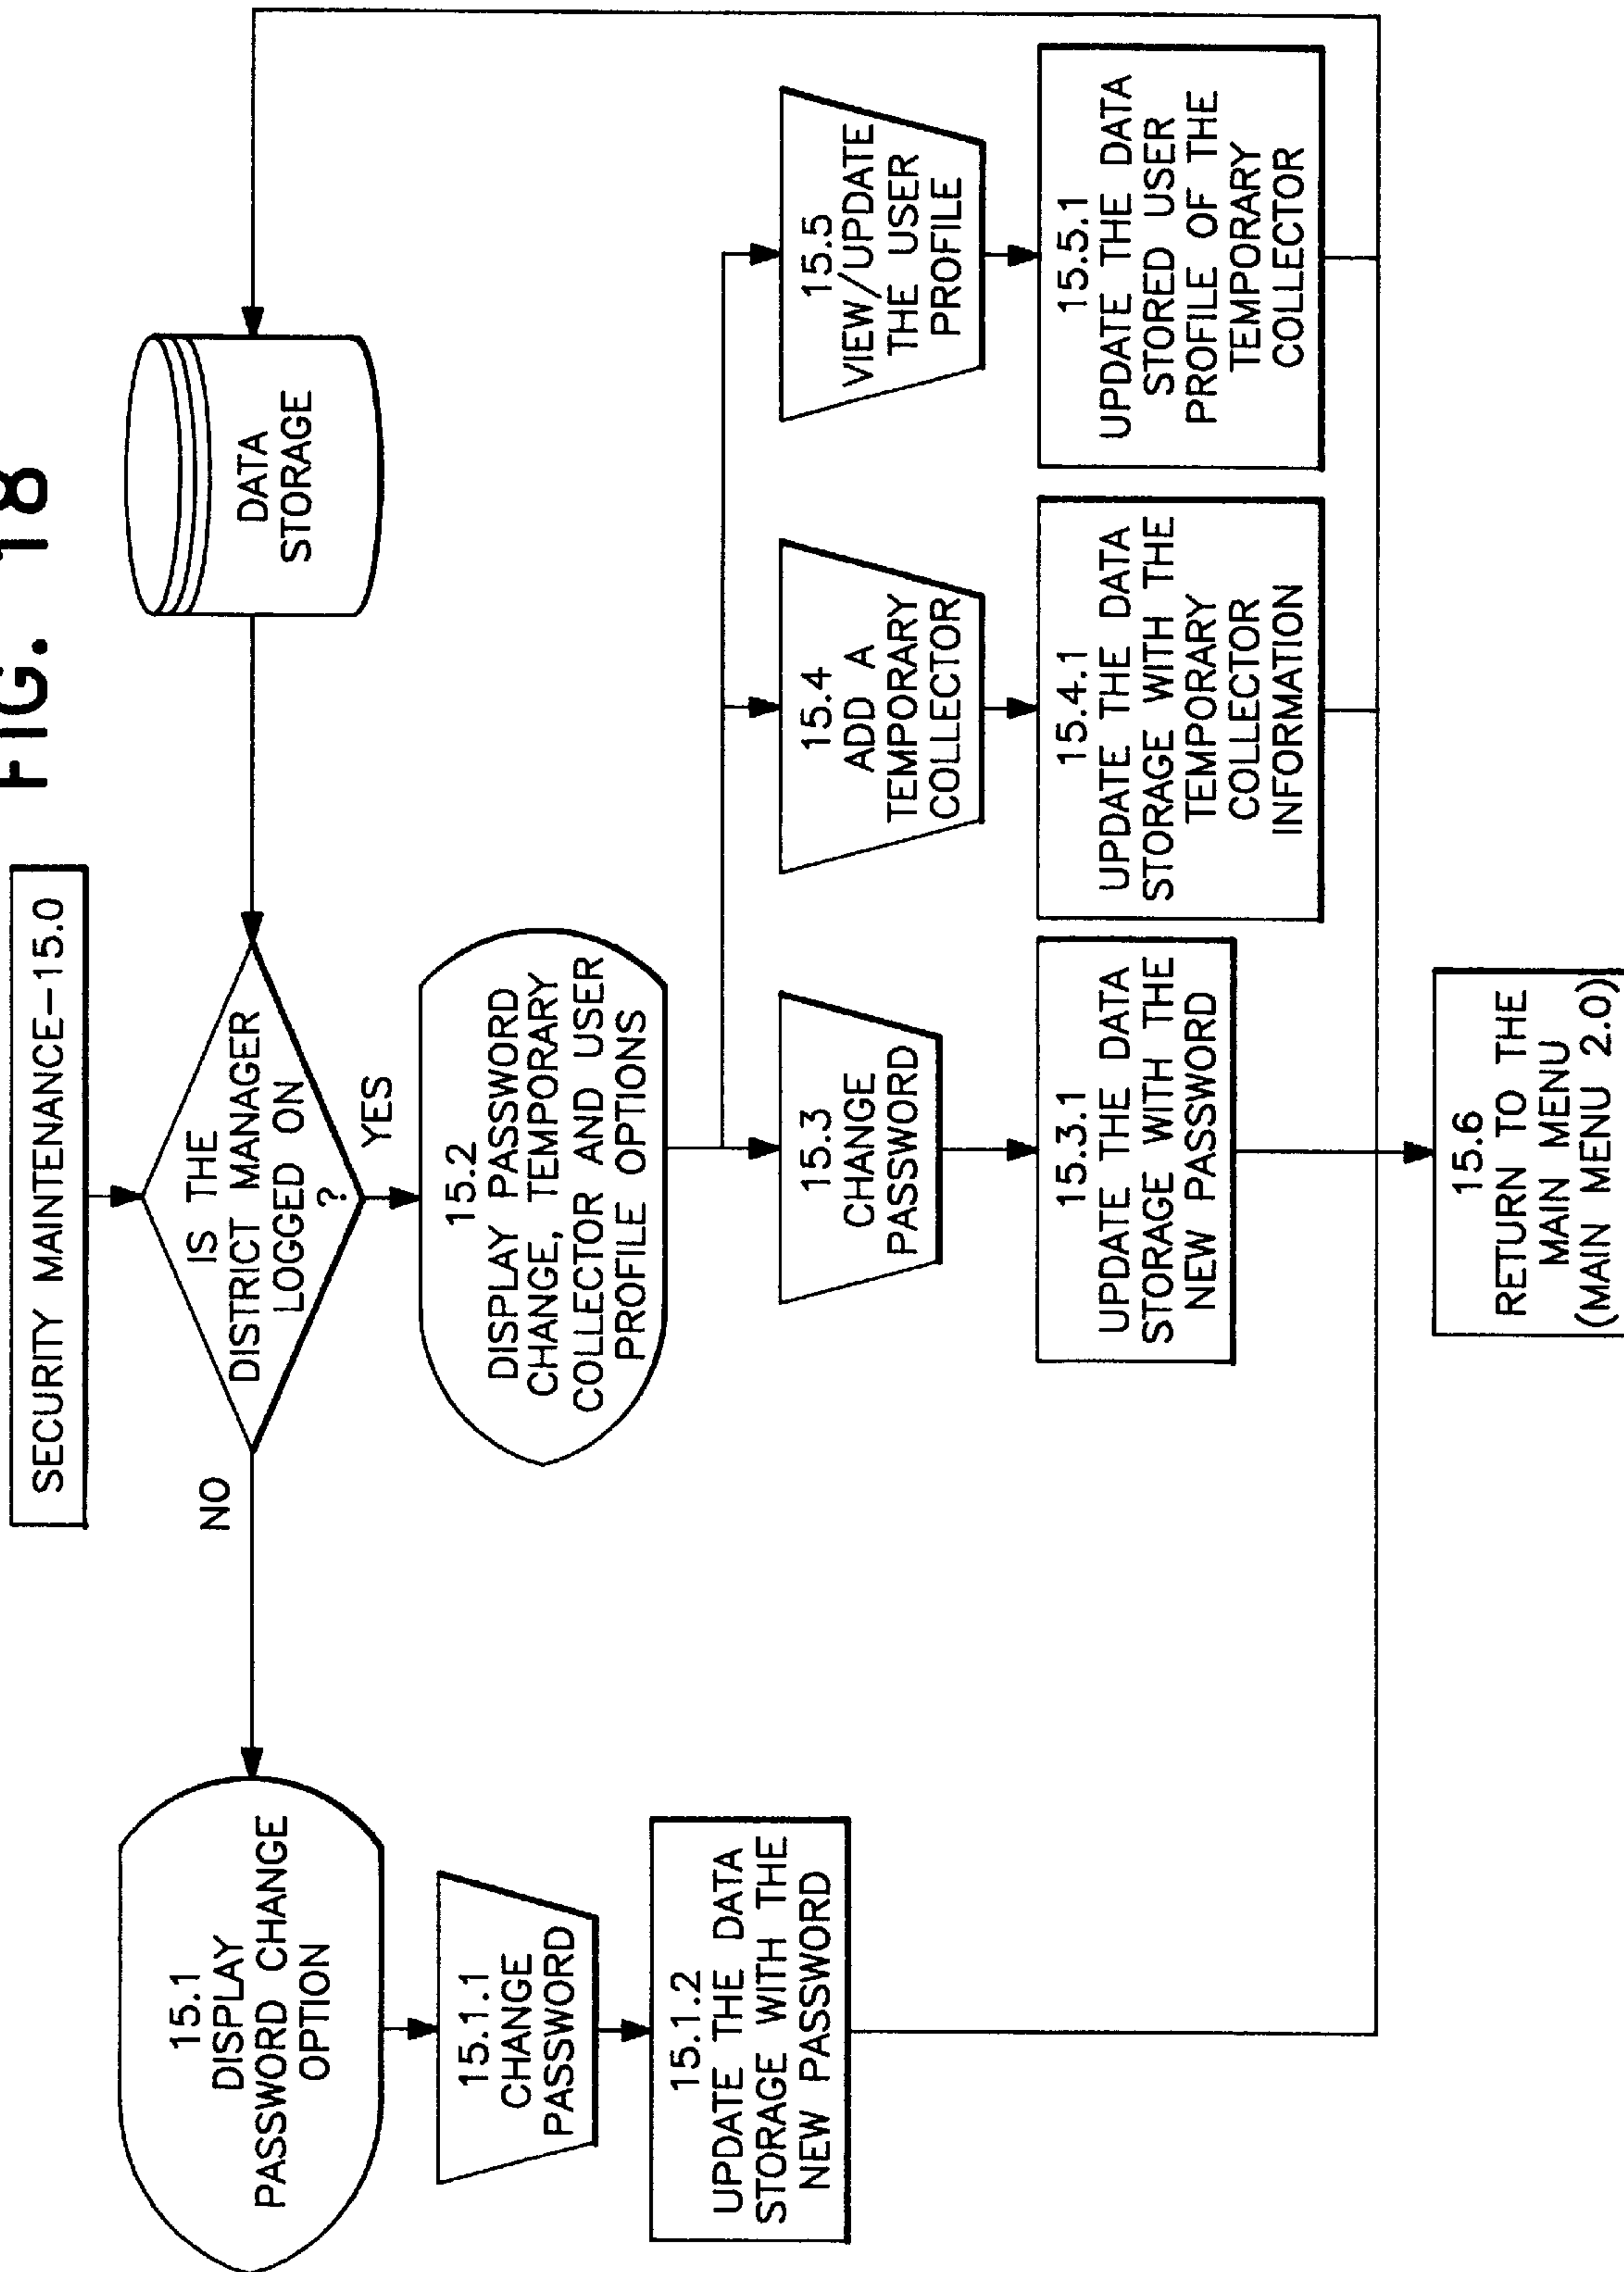 FIG. 18
SECURITY MAINTENANCE-15.0
IS THE
DISTRICT MANAGER
LOGGED ON
?
NO
YES
DATA
STORAGE
15.1
DISPLAY
PASSWORD CHANGE
OPTION
15.1.1
CHANGE
PASSWORD
15.1.2
UPDATE THE DATA
STORAGE WITH THE
NEW PASSWORD
15.2
DISPLAY PASSWORD
CHANGE, TEMPORARY
COLLECTOR AND USER
PROFILE OPTIONS
15.3
CHANGE
PASSWORD
15.3.1
UPDATE THE DATA
STORAGE WITH THE
NEW PASSWORD
15.4
ADD A
TEMPORARY
COLLECTOR
15.4.1
UPDATE THE DATA
STORAGE WITH THE
TEMPORARY
COLLECTOR
INFORMATION
15.5
VIEW/UPDATE
THE USER
PROFILE
15.5.1
UPDATE THE DATA
STORED USER
PROFILE OF THE
TEMPORARY
COLLECTOR
15.6
RETURN TO THE
MAIN MENU
(MAIN MENU 2.0)